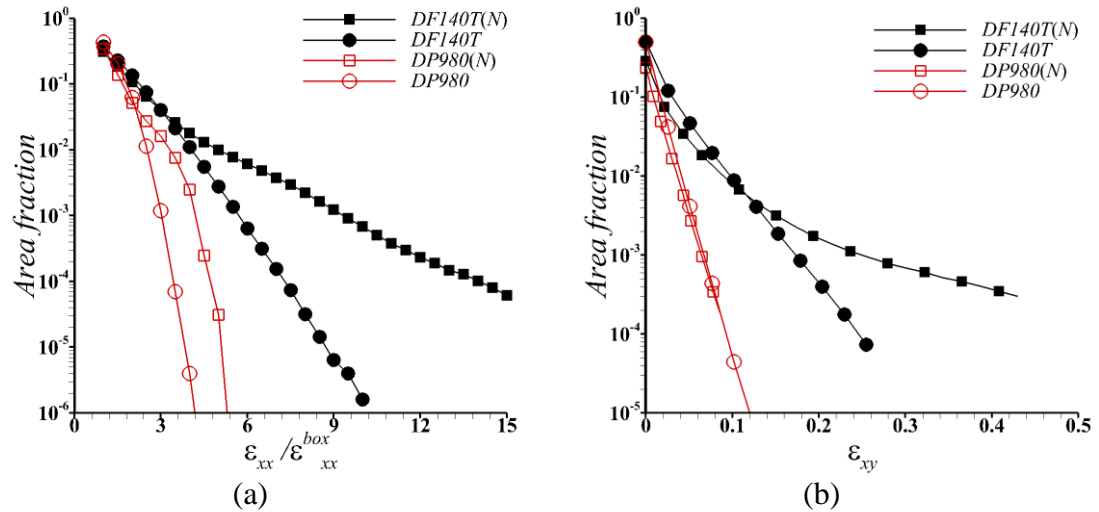 10^0
10^-1
10^-2
10^-3
10^-4
10^-5
10^-6
Area fraction
3
6
9
12
15
ε_xx/ε^box_xx
DF140T(N)
DF140T
DP980(N)
DP980
(a)
10^0
10^-1
10^-2
10^-3
10^-4
10^-5
Area fraction
0
0.1
0.2
0.3
0.4
0.5
ε_xy
DF140T(N)
DF140T
DP980(N)
DP980
(b)